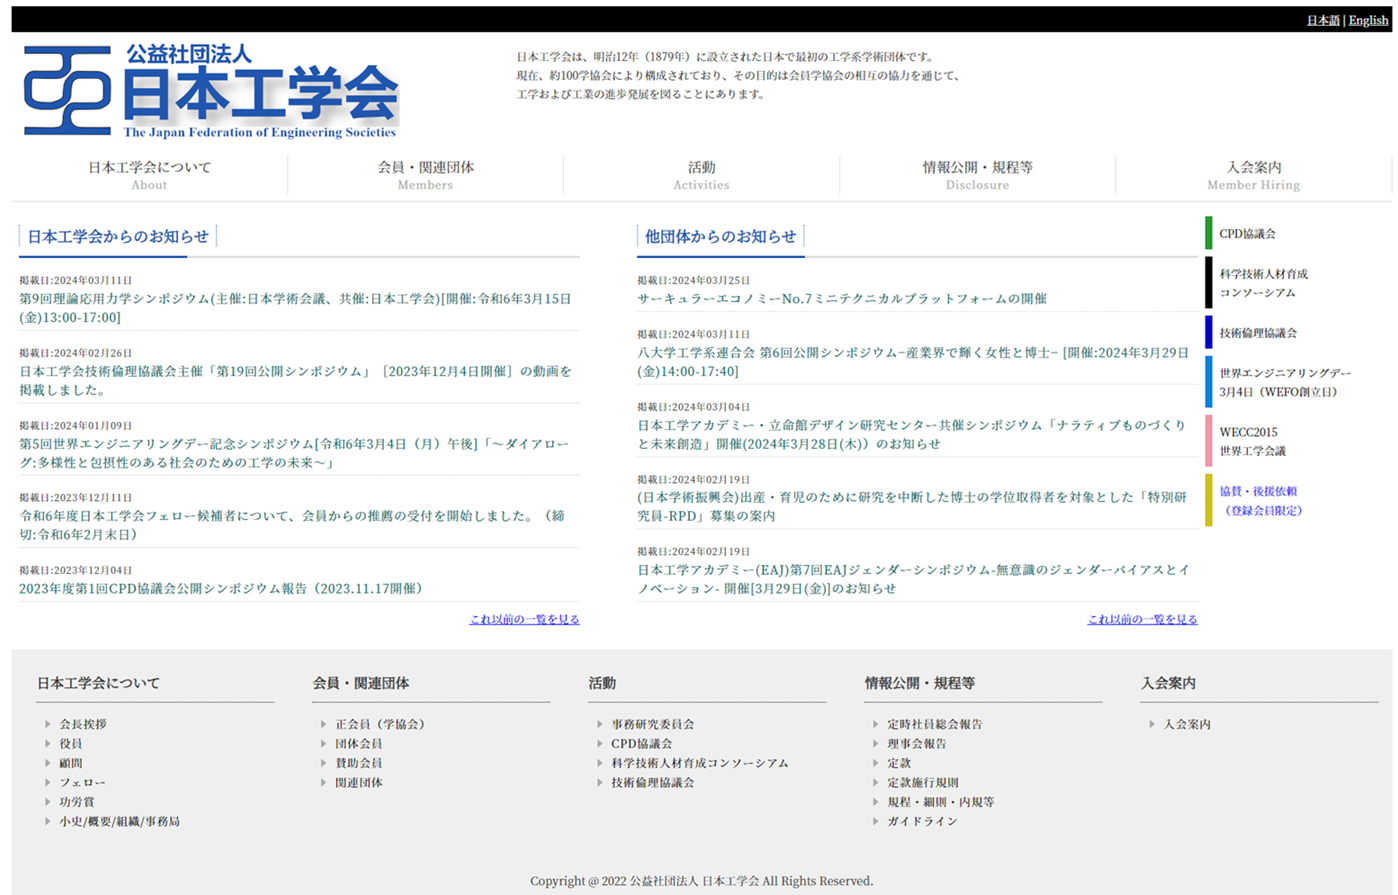 日本語 | English
公益社団法人
日本工学会
The Japan Federation of Engineering Societies
日本工学会は、明治12年（1879年）に設立された日本で最初の工学系学術団体です。
現在、約100学協会により構成されており、その目的は会員学協会の相互の協力を通じて、
工学および工業の進歩発展を図ることにあります。
日本工学会について
About
会員・関連団体
Members
活動
Activities
情報公開・規程等
Disclosure
入会案内
Member Hiring
日本工学会からのお知らせ
掲載日:2024年03月11日
第9回理論応用力学シンポジウム(主催:日本学術会議、共催:日本工学会)[開催:令和6年3月15日
(金)13:00-17:00]
掲載日:2024年02月26日
日本工学会技術倫理協議会主催「第19回公開シンポジウム」［2023年12月4日開催］の動画を
掲載しました。
掲載日:2024年01月09日
第5回世界エンジニアリングデー記念シンポジウム[令和6年3月4日（月）午後]「～ダイアロー
グ:多様性と包摂性のある社会のための工学の未来～」
掲載日:2023年12月11日
令和6年度日本工学会フェロー候補者について、会員からの推薦の受付を開始しました。（締
切:令和6年2月末日）
掲載日:2023年12月04日
2023年度第1回CPD協議会公開シンポジウム報告（2023.11.17開催）
これ以前の一覧を見る
他団体からのお知らせ
掲載日:2024年03月25日
サーキュラーエコノミーNo.7ミニテクニカルプラットフォームの開催
掲載日:2024年03月11日
八大学工学系連合会 第6回公開シンポジウム−産業界で輝く女性と博士− [開催:2024年3月29日
(金)14:00-17:40]
掲載日:2024年03月04日
日本工学アカデミー・立命館デザイン研究センター共催シンポジウム「ナラティブものづくり
と未来創造」開催(2024年3月28日(木)）のお知らせ
掲載日:2024年02月19日
(日本学術振興会)出産・育児のために研究を中断した博士の学位取得者を対象とした「特別研
究員-RPD」募集の案内
掲載日:2024年02月19日
日本工学アカデミー(EAJ)第7回EAJジェンダーシンポジウム-無意識のジェンダーバイアスとイ
ノベーション- 開催[3月29日(金)]のお知らせ
これ以前の一覧を見る
CPD協議会
科学技術人材育成
コンソーシアム
技術倫理協議会
世界エンジニアリングデー
3月4日（WEFO創立日）
WECC2015
世界工学会議
協賛・後援依頼
（登録会員限定）
日本工学会について
会長挨拶
役員
顧問
フェロー
功労賞
小史/概要/組織/事務局
会員・関連団体
正会員（学協会）
団体会員
賛助会員
関連団体
活動
事務研究委員会
CPD協議会
科学技術人材育成コンソーシアム
技術倫理協議会
情報公開・規程等
定時社員総会報告
理事会報告
定款
定款施行規則
規程・細則・内規等
ガイドライン
入会案内
入会案内
Copyright @ 2022 公益社団法人 日本工学会 All Rights Reserved.